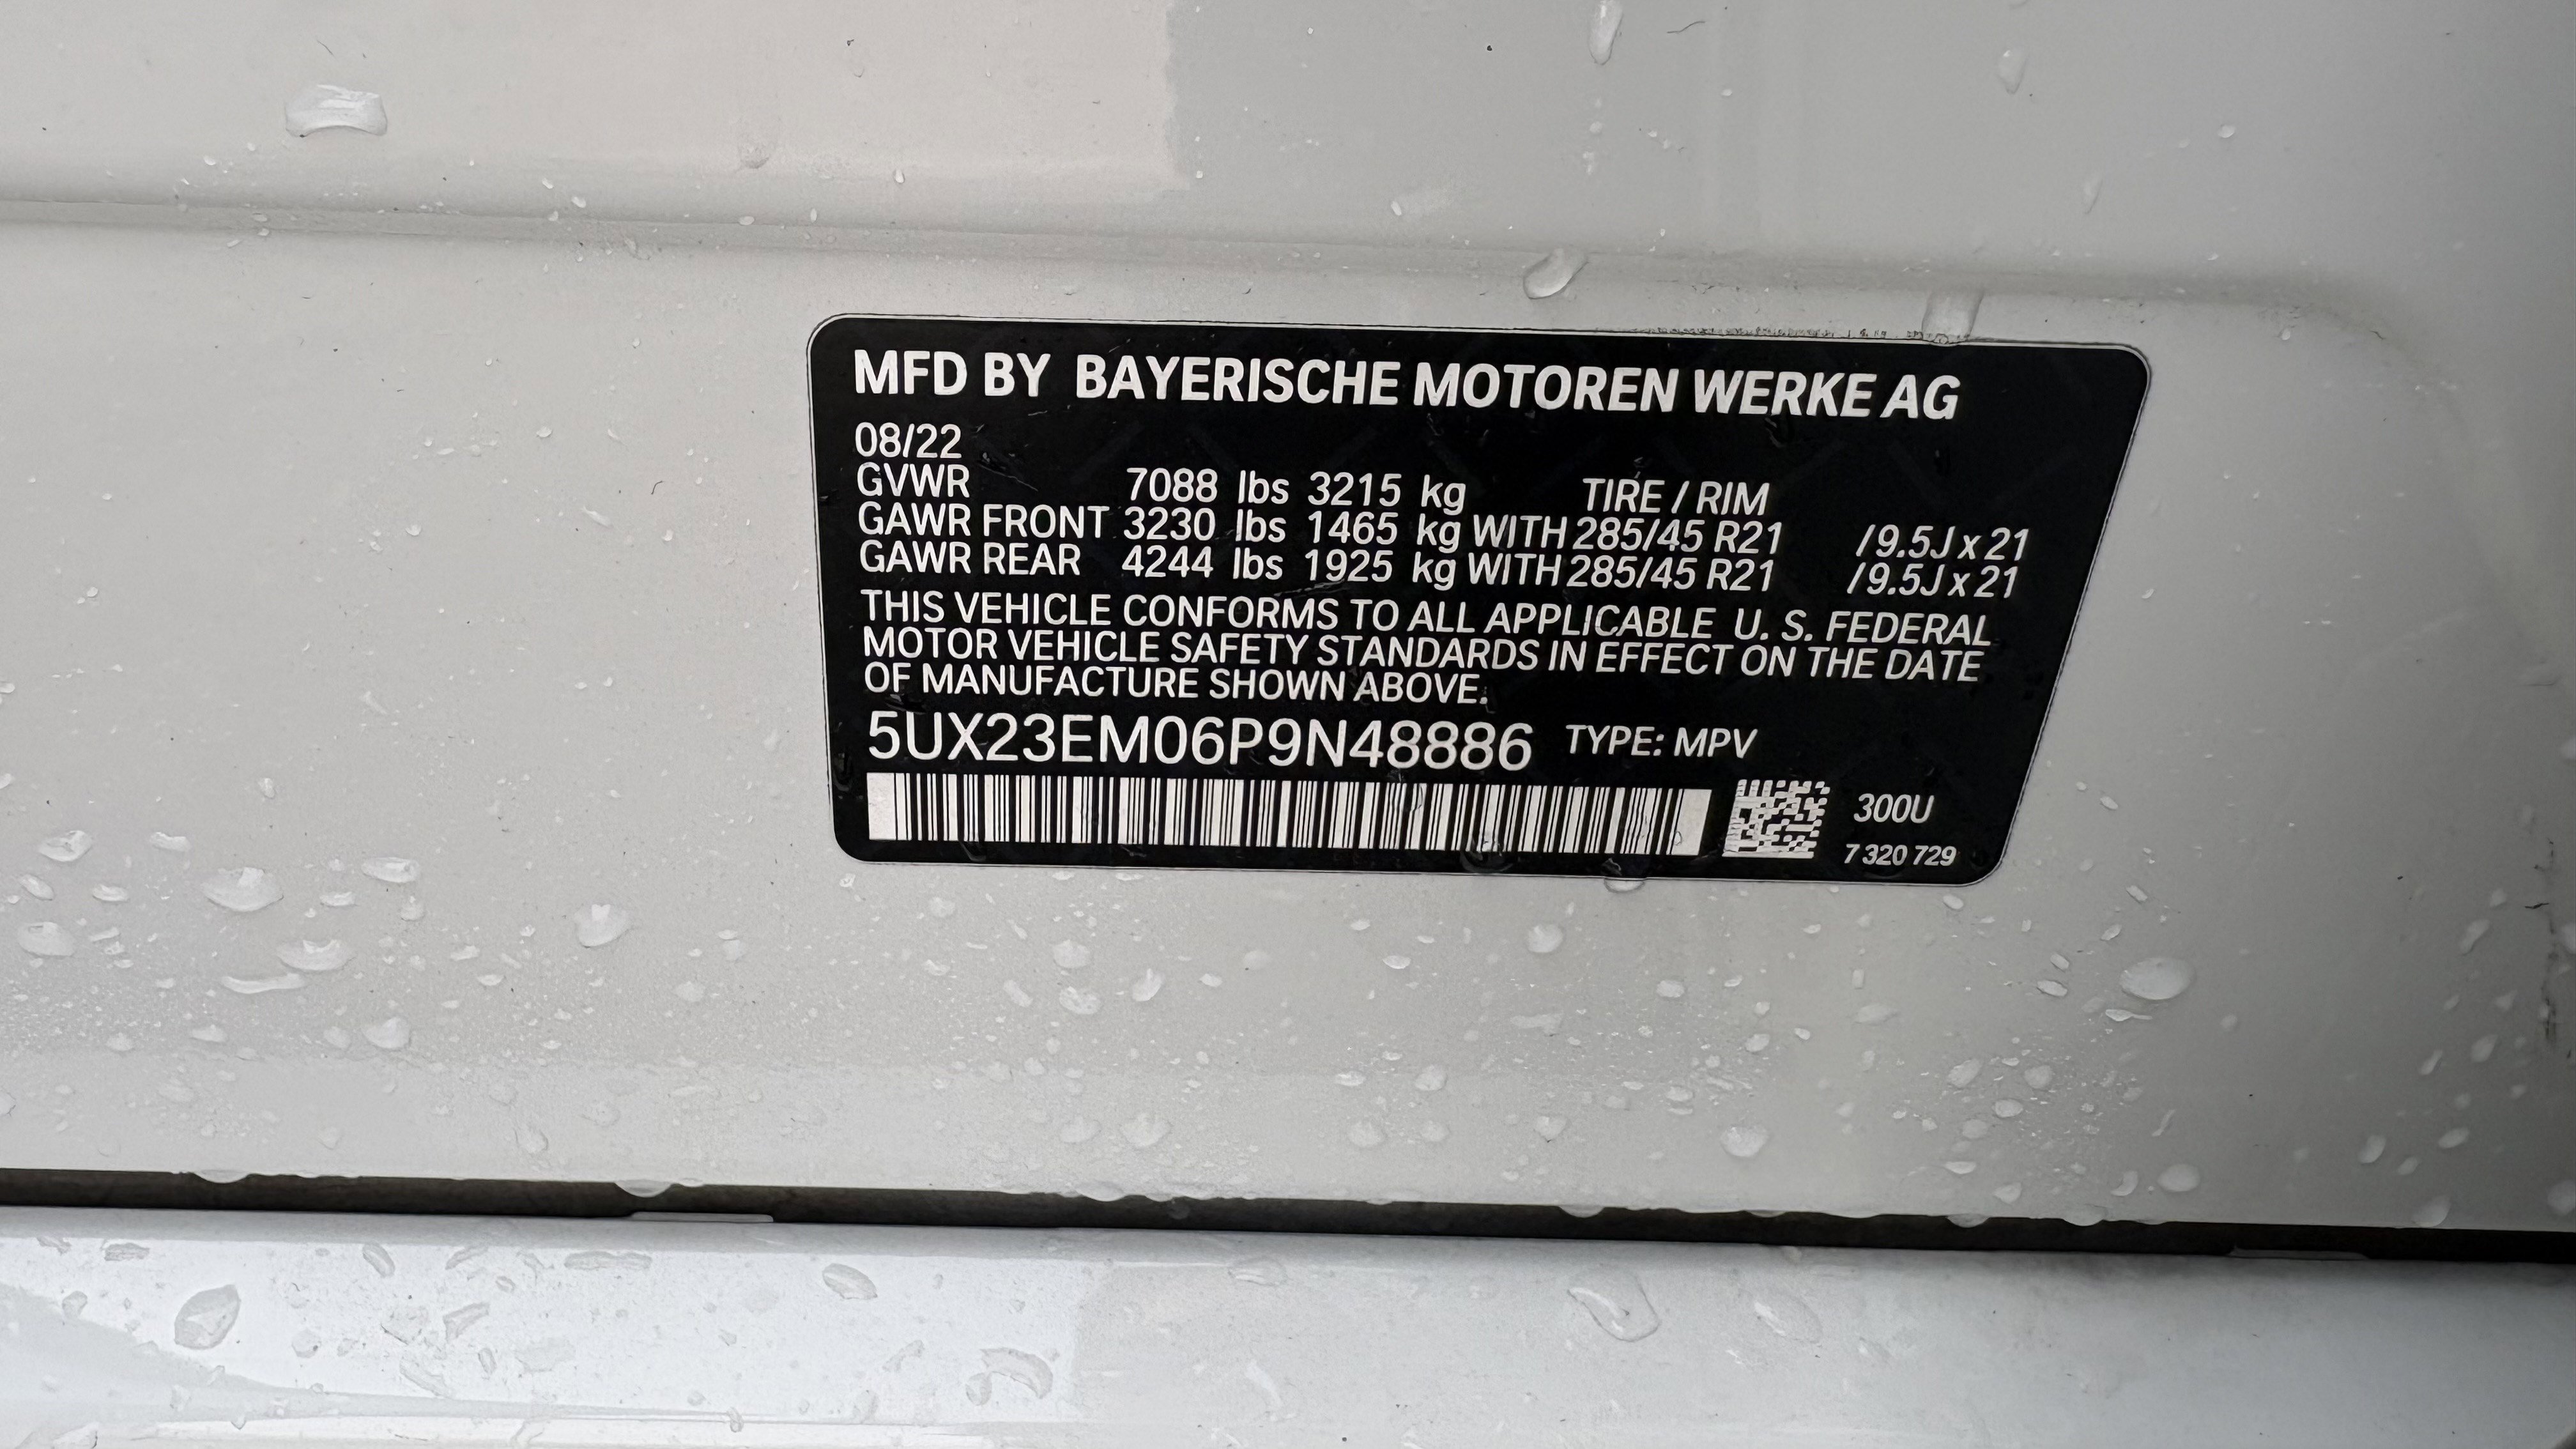 MFD BY BAYERISCHE MOTOREN WERKE AG
08/22
GVWR 7088 lbs 3215 kg TIRE / RIM
GAWR FRONT 3230 lbs 1465 kg WITH 285/45 R21 / 9.5J x 21
GAWR REAR 4244 lbs 1925 kg WITH 285/45 R21 / 9.5J x 21
THIS VEHICLE CONFORMS TO ALL APPLICABLE U. S. FEDERAL
MOTOR VEHICLE SAFETY STANDARDS IN EFFECT ON THE DATE
OF MANUFACTURE SHOWN ABOVE.
5UX23EM06P9N48886 TYPE: MPV
300U
7 320 729